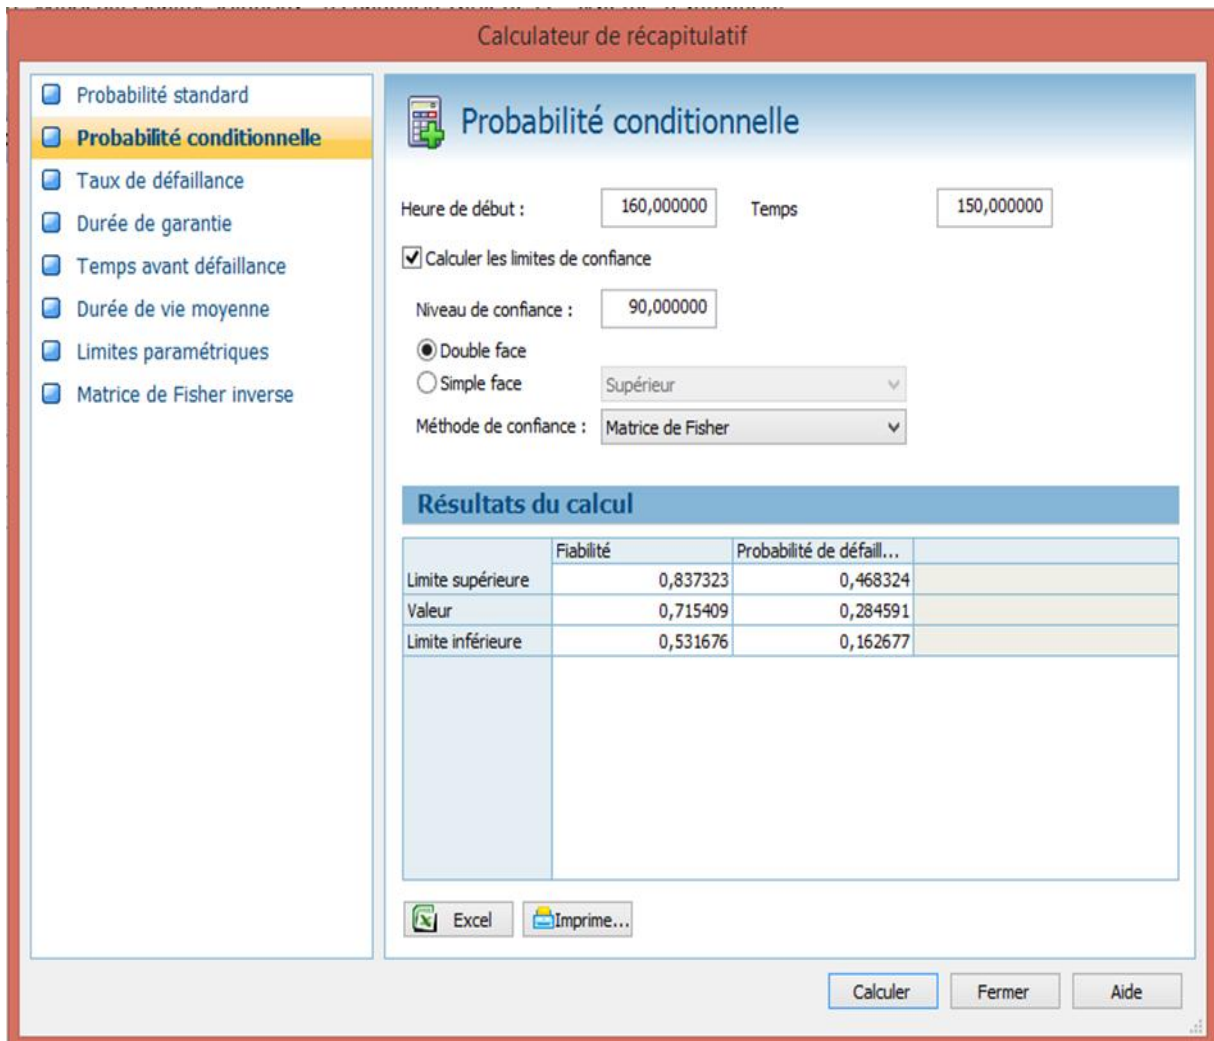 Calculateur de récapitulatif
Probabilité standard
Probabilité conditionnelle
Taux de défaillance
Durée de garantie
Temps avant défaillance
Durée de vie moyenne
Limites paramétriques
Matrice de Fisher inverse
Probabilité conditionnelle
Heure de début : 160,000000 Temps 150,000000
Calculer les limites de confiance
Niveau de confiance : 90,000000
Double face
Simple face Supérieur
Méthode de confiance : Matrice de Fisher
Résultats du calcul
Fiabilité Probabilité de défaill...
Limite supérieure 0,837323 0,468324
Valeur 0,715409 0,284591
Limite inférieure 0,531676 0,162677
Excel Imprime...
Calculer Fermer Aide